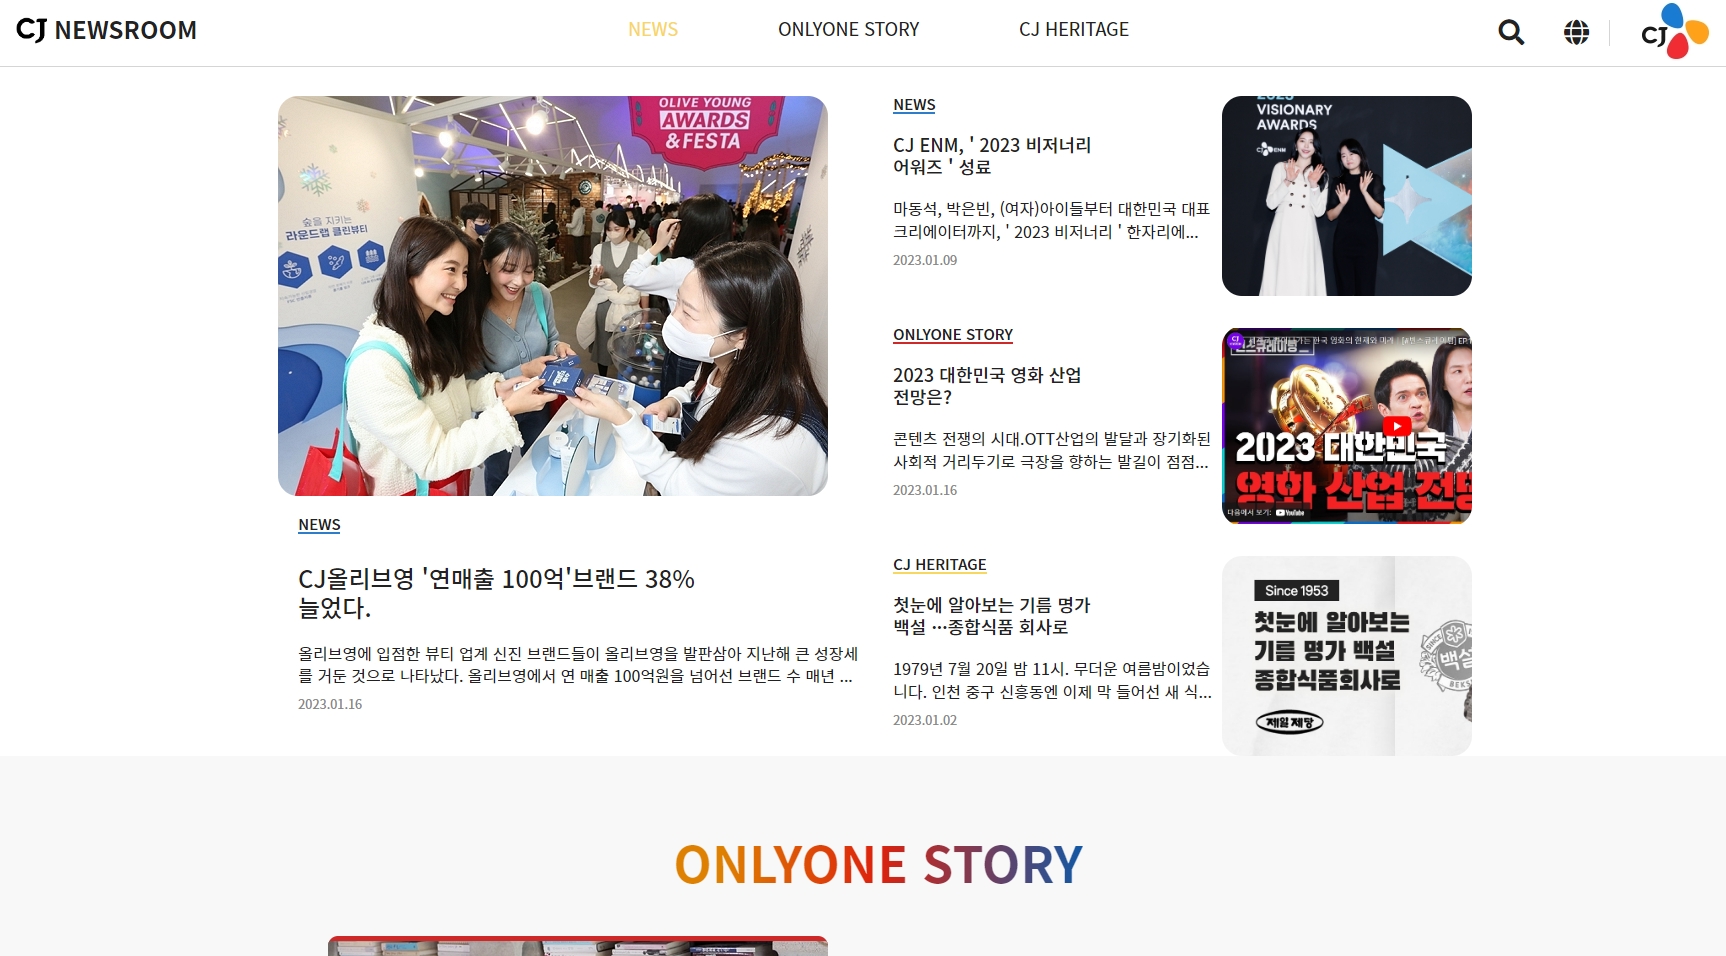 CJ NEWSROOM
NEWS
ONLYONE STORY
CJ HERITAGE
CJ
OLIVE YOUNG
AWARDS
& FESTA
숲을 지키는
라운드랩 클린뷰티
NEWS
CJ올리브영 '연매출 100억'브랜드 38%
늘었다.
올리브영에 입점한 뷰티 업계 신진 브랜드들이 올리브영을 발판삼아 지난해 큰 성장세
를 거둔 것으로 나타났다. 올리브영에서 연 매출 100억원을 넘어선 브랜드 수 매년 ...
2023.01.16
NEWS
CJ ENM, ' 2023 비저너리
어워즈 ' 성료
마동석, 박은빈, (여자)아이들부터 대한민국 대표
크리에이터까지, ' 2023 비저너리 ' 한자리에...
2023.01.09
2023
VISIONARY
AWARDS
CJ ENM
ONLYONE STORY
2023 대한민국 영화 산업
전망은?
콘텐츠 전쟁의 시대.OTT산업의 발달과 장기화된
사회적 거리두기로 극장을 향하는 발길이 점점...
2023.01.16
2023 대한민국
영화 산업 전망
다음에서 보기: YouTube
CJ HERITAGE
첫눈에 알아보는 기름 명가
백설 ···종합식품 회사로
1979년 7월 20일 밤 11시. 무더운 여름밤이었습
니다. 인천 중구 신흥동엔 이제 막 들어선 새 식...
2023.01.02
Since 1953
첫눈에 알아보는
기름 명가 백설
종합식품회사로
제일제당
SINCE
백설
BEKS
ONLYONE STORY